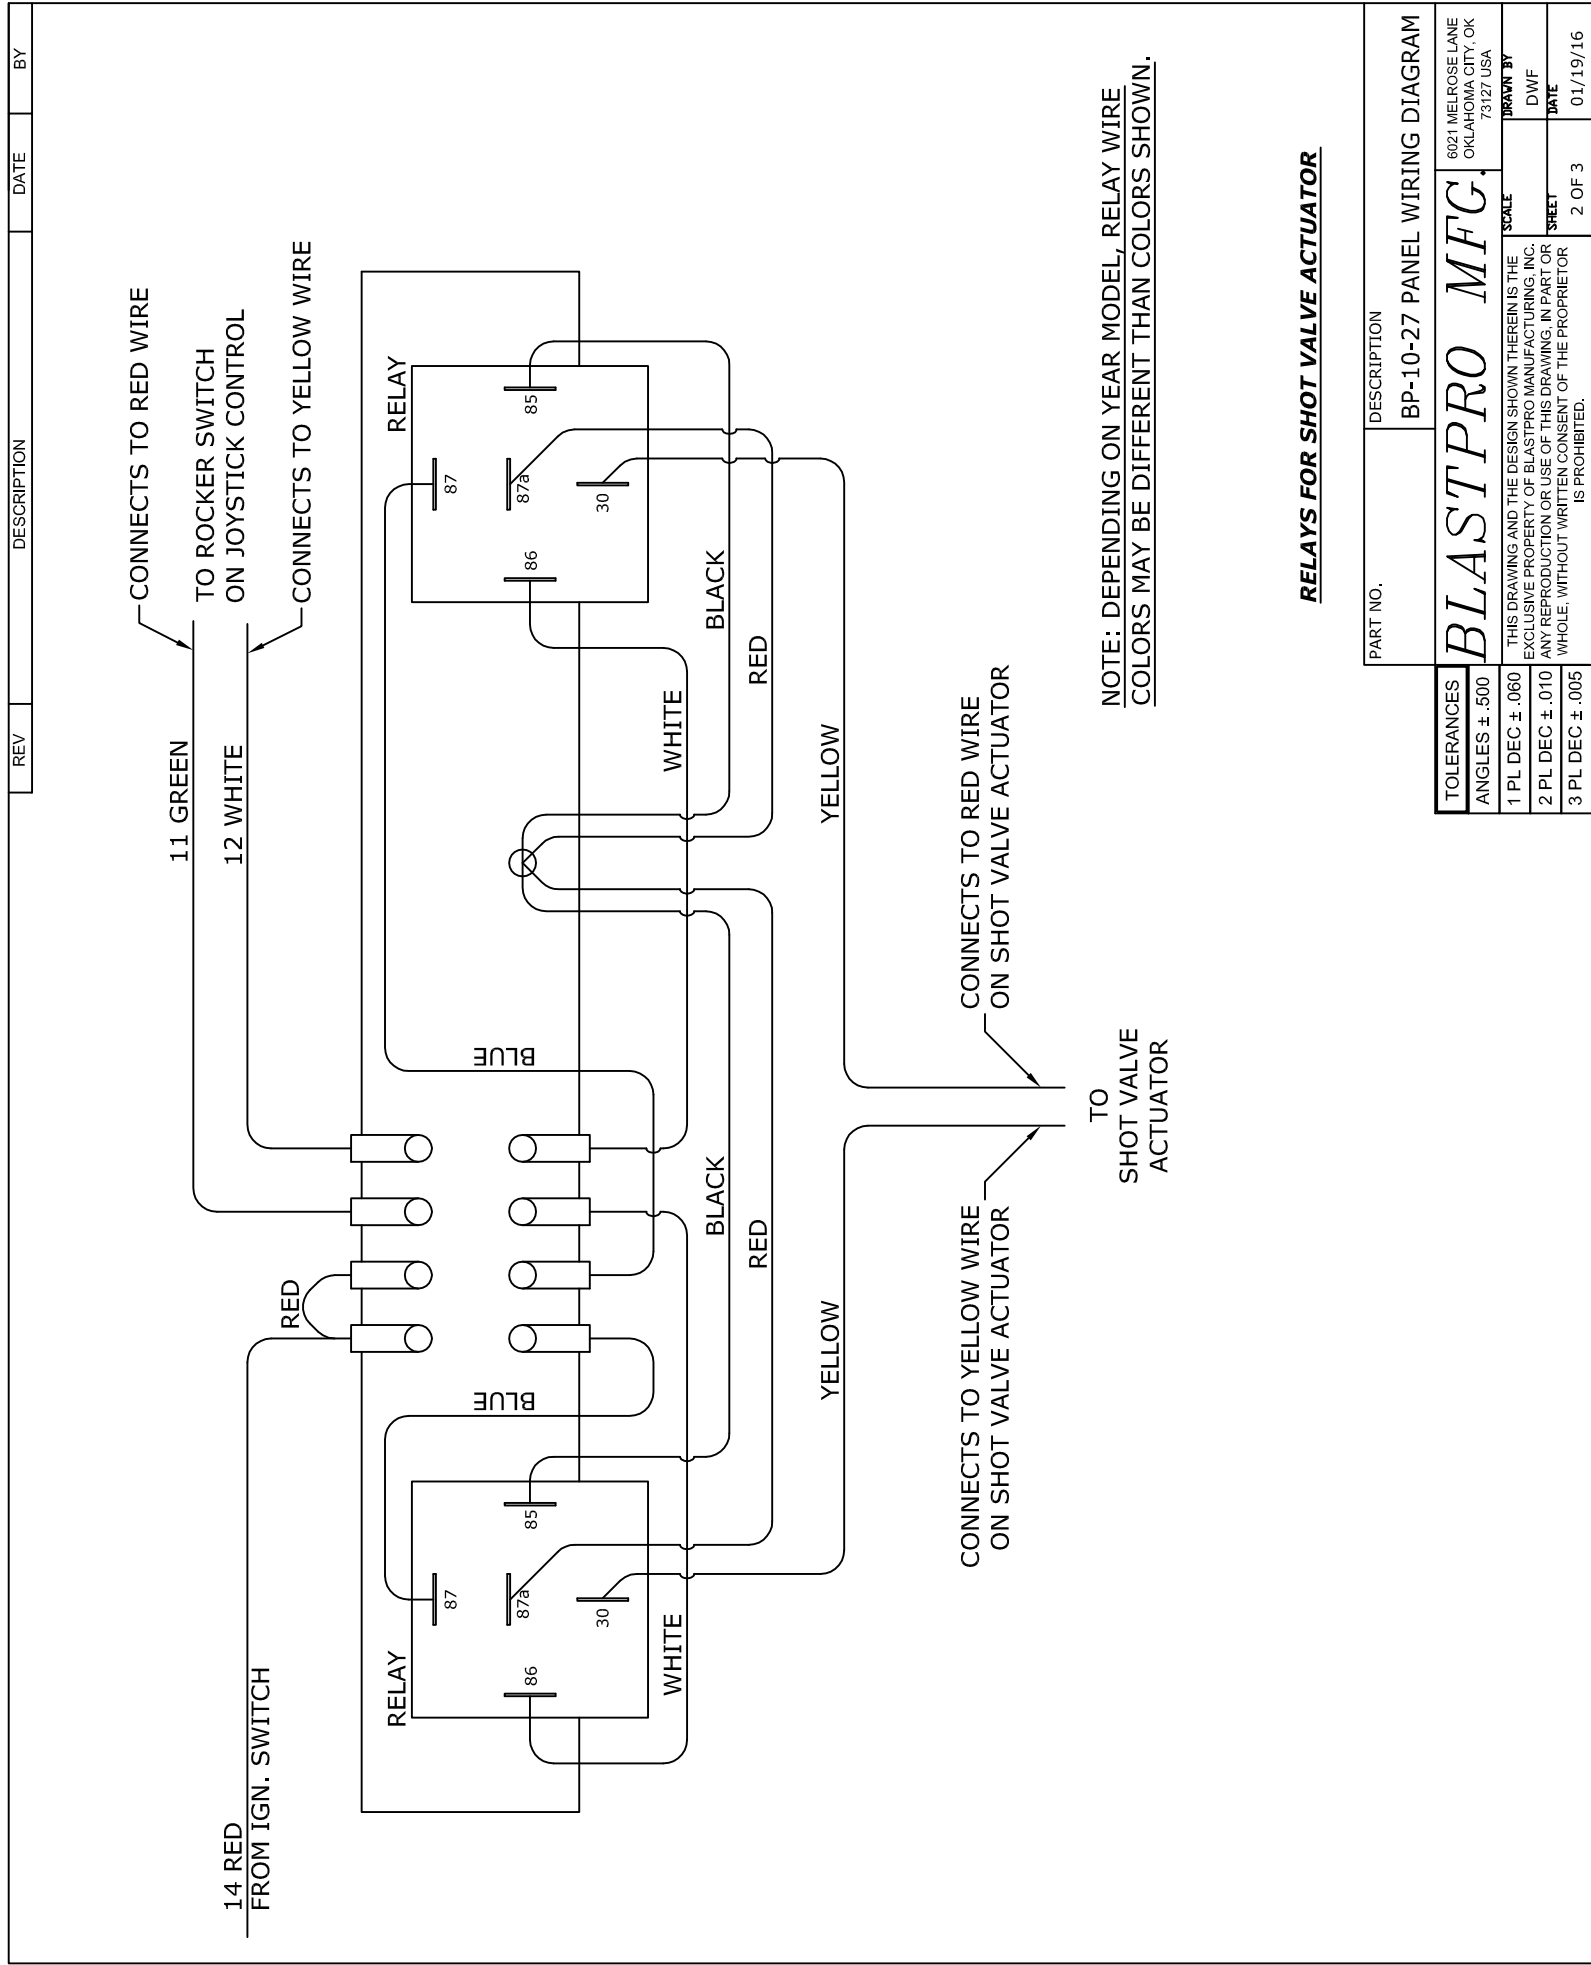 REV
DESCRIPTION
DATE
BY
CONNECTS TO RED WIRE
11 GREEN
TO ROCKER SWITCH
ON JOYSTICK CONTROL
12 WHITE
CONNECTS TO YELLOW WIRE
14 RED
FROM IGN. SWITCH
RED
RELAY
RELAY
BLUE
BLUE
87
87a
30
86
85
87
87a
30
86
85
WHITE
WHITE
BLACK
BLACK
RED
RED
YELLOW
YELLOW
CONNECTS TO YELLOW WIRE
ON SHOT VALVE ACTUATOR
CONNECTS TO RED WIRE
ON SHOT VALVE ACTUATOR
TO
SHOT VALVE
ACTUATOR
NOTE: DEPENDING ON YEAR MODEL, RELAY WIRE
COLORS MAY BE DIFFERENT THAN COLORS SHOWN.
RELAYS FOR SHOT VALVE ACTUATOR
PART NO.
DESCRIPTION
BP-10-27 PANEL WIRING DIAGRAM
TOLERANCES
ANGLES ± .500
1 PL DEC ± .060
2 PL DEC ± .010
3 PL DEC ± .005
BLASTPRO MFG.
6021 MELROSE LANE
OKLAHOMA CITY, OK
73127 USA
THIS DRAWING AND THE DESIGN SHOWN THEREIN IS THE
EXCLUSIVE PROPERTY OF BLASTPRO MANUFACTURING, INC.
ANY REPRODUCTION OR USE OF THIS DRAWING, IN PART OR
WHOLE, WITHOUT WRITTEN CONSENT OF THE PROPRIETOR
IS PROHIBITED.
SCALE
DRAWN BY
DWF
SHEET
2 OF 3
DATE
01/19/16